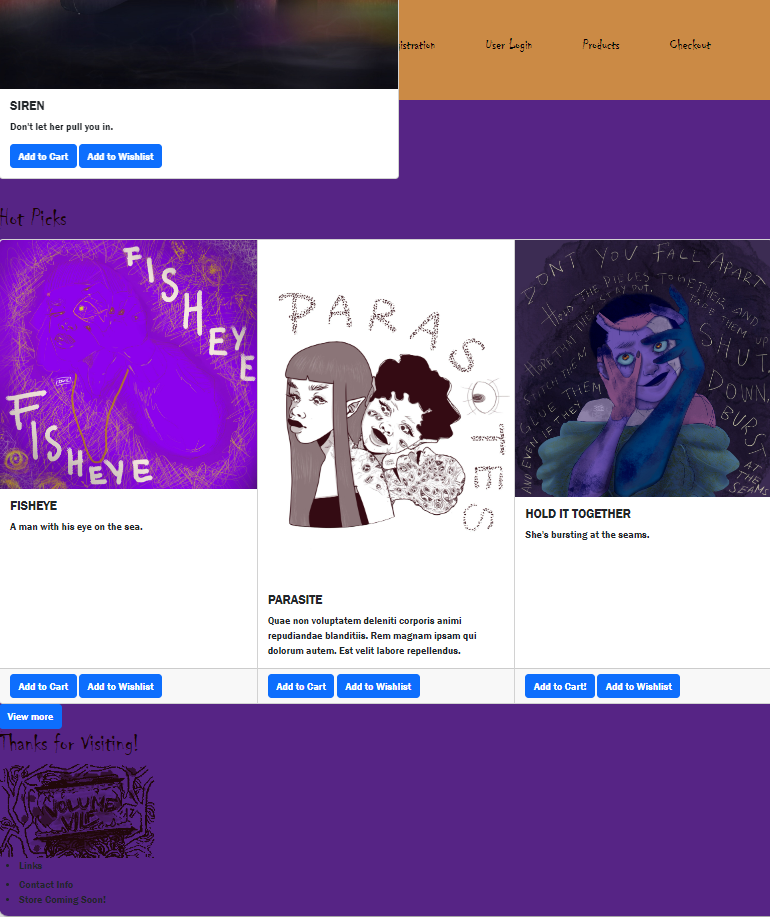 User Login
Products
Checkout
SIREN
Don't let her pull you in.
Add to Cart
Add to Wishlist
Hot Picks
FISHEYE
FISHEYE
PARASITES
DONT YOU FALL APART
HOLD THE PIECES TOGETHER AND
TAPE THEM UP
HOPE THAT THEY STAY PUT,
STITCH THEM
SHUT,
GLUE THEM
DOWN,
AND EVEN IF THEY
BURST
AT THE
SEAMS
FISHEYE
A man with his eye on the sea.
PARASITE
Quae non voluptatem deleniti corporis animi
repudiandae blanditiis. Rem magnam ipsam qui
dolorum autem. Est velit labore repellendus.
HOLD IT TOGETHER
She's bursting at the seams.
Add to Cart
Add to Wishlist
Add to Cart
Add to Wishlist
Add to Cart!
Add to Wishlist
View more
Thanks for Visiting!
VOLUME
VILE
Links
Contact Info
Store Coming Soon!